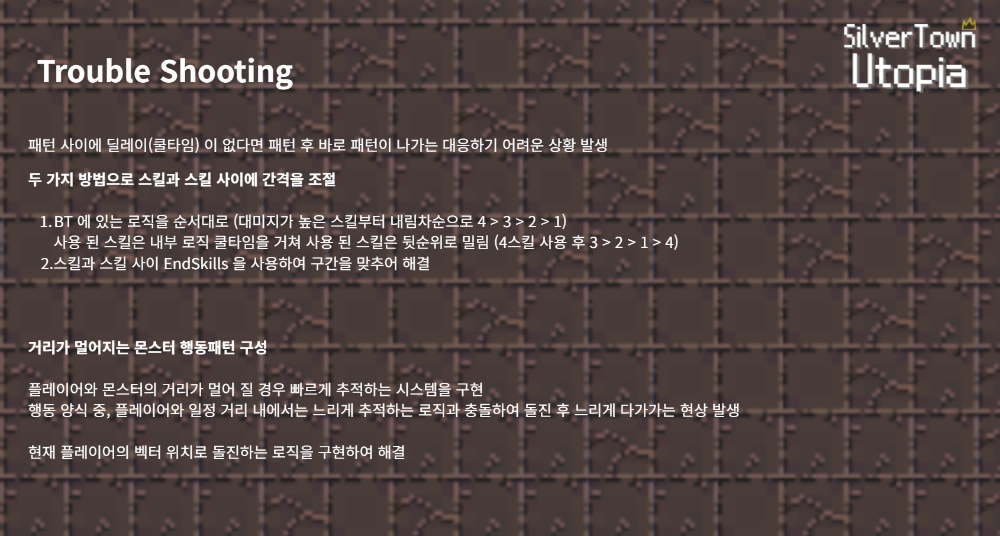 SilverTown
Utopia
Trouble Shooting
패턴 사이에 딜레이(쿨타임) 이 없다면 패턴 후 바로 패턴이 나가는 대응하기 어려운 상황 발생
두 가지 방법으로 스킬과 스킬 사이에 간격을 조절
1.BT 에 있는 로직을 순서대로 (대미지가 높은 스킬부터 내림차순으로 4 > 3 > 2 > 1)
사용 된 스킬은 내부 로직 쿨타임을 거쳐 사용 된 스킬은 뒷순위로 밀림 (4스킬 사용 후 3 > 2 > 1 > 4)
2.스킬과 스킬 사이 EndSkills 을 사용하여 구간을 맞추어 해결
거리가 멀어지는 몬스터 행동패턴 구성
플레이어와 몬스터의 거리가 멀어 질 경우 빠르게 추적하는 시스템을 구현
행동 양식 중, 플레이어와 일정 거리 내에서는 느리게 추적하는 로직과 충돌하여 돌진 후 느리게 다가가는 현상 발생
현재 플레이어의 벡터 위치로 돌진하는 로직을 구현하여 해결